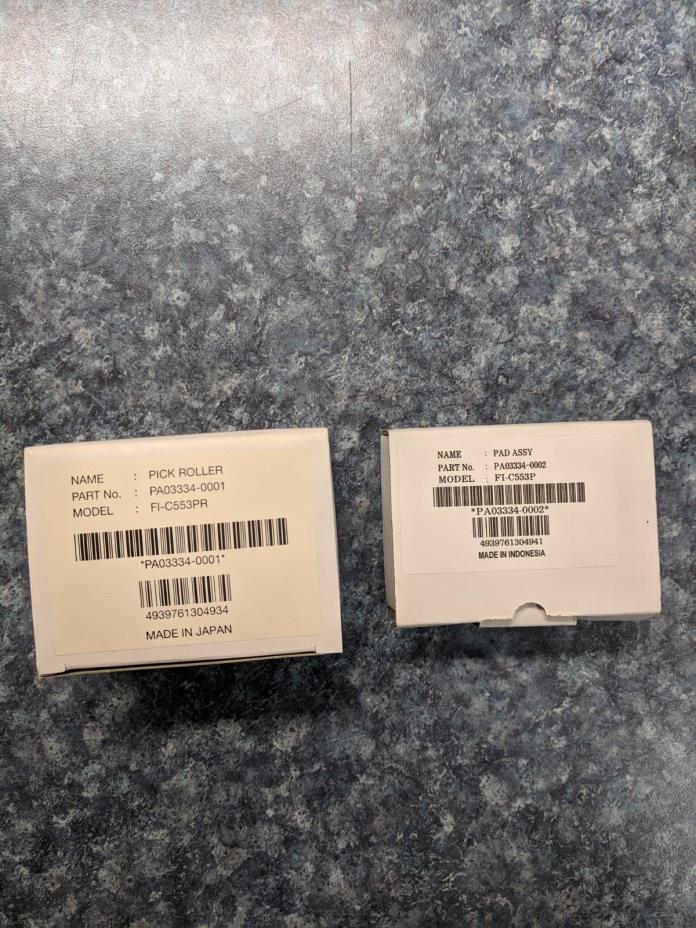 NAME : PICK ROLLER
PART No. : PA03334-0001
MODEL : FI-C553PR
*PA03334-0001*
4939761304934
MADE IN JAPAN
NAME : PAD ASSY
PART No. : PA03334-0002
MODEL : FI-C553P
*PA03334-0002*
4939761304941
MADE IN INDONESIA